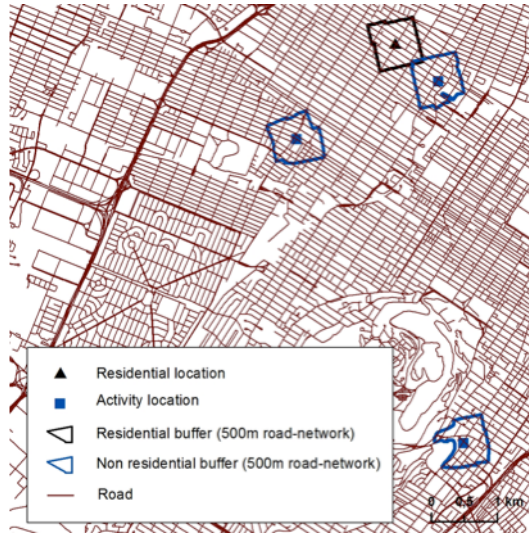 Residential location
Activity location
Residential buffer (500m road-network)
Non residential buffer (500m road-network)
Road
0 0,5 1 km